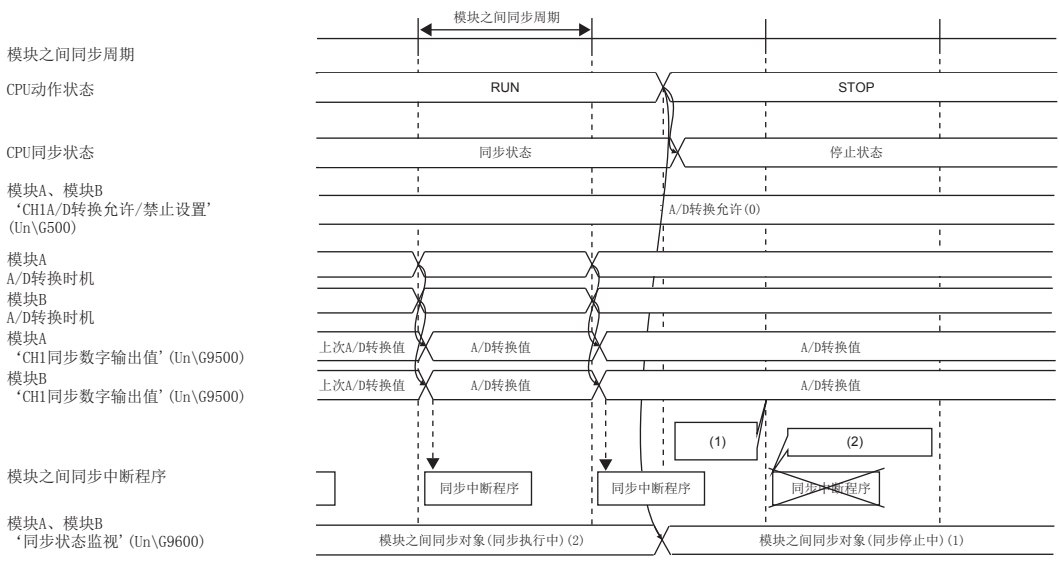 模块之间同步周期
模块之间同步周期
CPU动作状态
RUN
STOP
CPU同步状态
同步状态
停止状态
模块A、模块B
‘CH1A/D转换允许/禁止设置’
(Un\G500)
A/D转换允许(0)
模块A
A/D转换时机
模块B
A/D转换时机
模块A
‘CH1同步数字输出值’(Un\G9500)
上次A/D转换值
A/D转换值
A/D转换值
模块B
‘CH1同步数字输出值’(Un\G9500)
上次A/D转换值
A/D转换值
A/D转换值
(1)
(2)
模块之间同步中断程序
同步中断程序
同步中断程序
同步中断程序
模块A、模块B
‘同步状态监视’(Un\G9600)
模块之间同步对象(同步执行中)(2)
模块之间同步对象(同步停止中)(1)